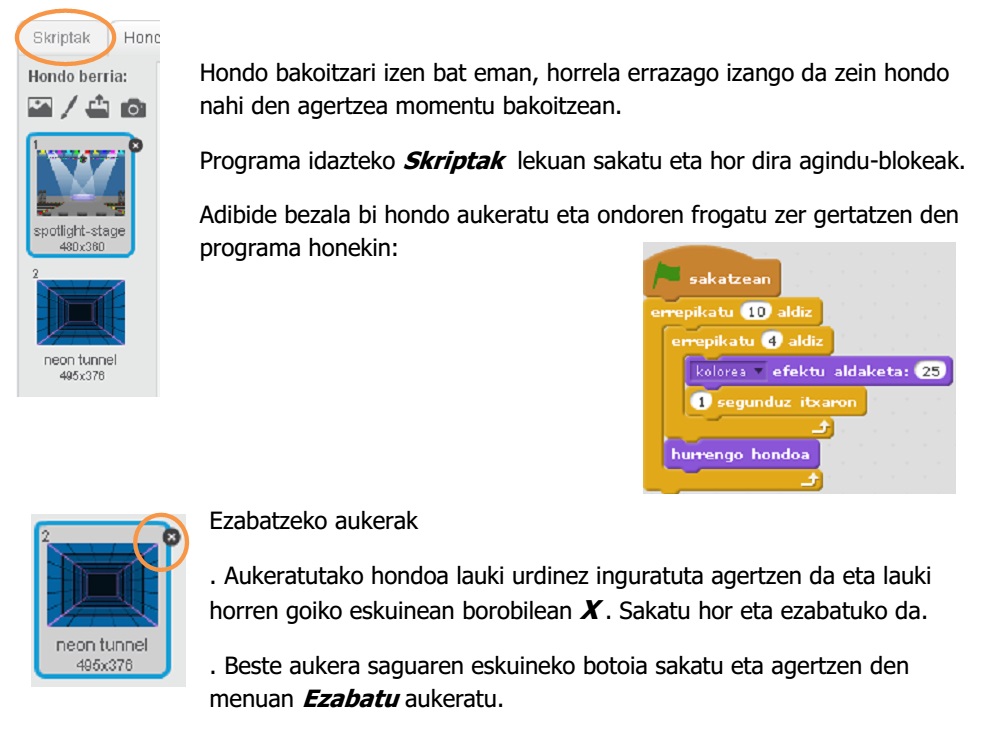 Skriptak Hond
Hondo berria:
1
spotlight-stage
480x360
2
neon tunnel
495x376
Hondo bakoitzari izen bat eman, horrela errazago izango da zein hondo
nahi den agertzea momentu bakoitzean.
Programa idazteko Skriptak lekuan sakatu eta hor dira agindu-blokeak.
Adibide bezala bi hondo aukeratu eta ondoren frogatu zer gertatzen den
programa honekin:
sakatzean
errepikatu 10 aldiz
errepikatu 4 aldiz
kolorea efektu aldaketa: 25
1 segunduz itxaron
hurrengo hondoa
2
neon tunnel
495x376
Ezabatzeko aukerak
. Aukeratutako hondoa lauki urdinez inguratuta agertzen da eta lauki
horren goiko eskuinean borobilean X . Sakatu hor eta ezabatuko da.
. Beste aukera saguaren eskuineko botoia sakatu eta agertzen den
menuan Ezabatu aukeratu.